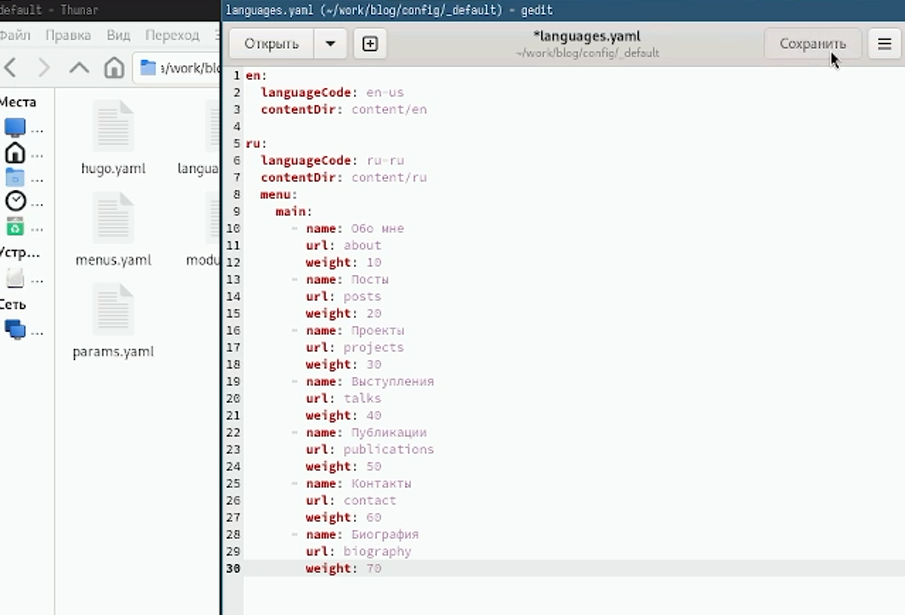 default - Thunar
Файл Правка Вид Переход
а/work/blo
Места
...
...
...
...
...
Устр...
...
Сеть
...
hugo.yaml
langua
menus.yaml
modu
params.yaml
languages.yaml (~/work/blog/config/_default) - gedit
Открыть
*languages.yaml
~/work/blog/config/_default
Сохранить
1 en:
2 languageCode: en-us
3 contentDir: content/en
4
5 ru:
6 languageCode: ru-ru
7 contentDir: content/ru
8 menu:
9 main:
10 - name: Обо мне
11 url: about
12 weight: 10
13 - name: Посты
14 url: posts
15 weight: 20
16 - name: Проекты
17 url: projects
18 weight: 30
19 - name: Выступления
20 url: talks
21 weight: 40
22 - name: Публикации
23 url: publications
24 weight: 50
25 - name: Контакты
26 url: contact
27 weight: 60
28 - name: Биография
29 url: biography
30 weight: 70